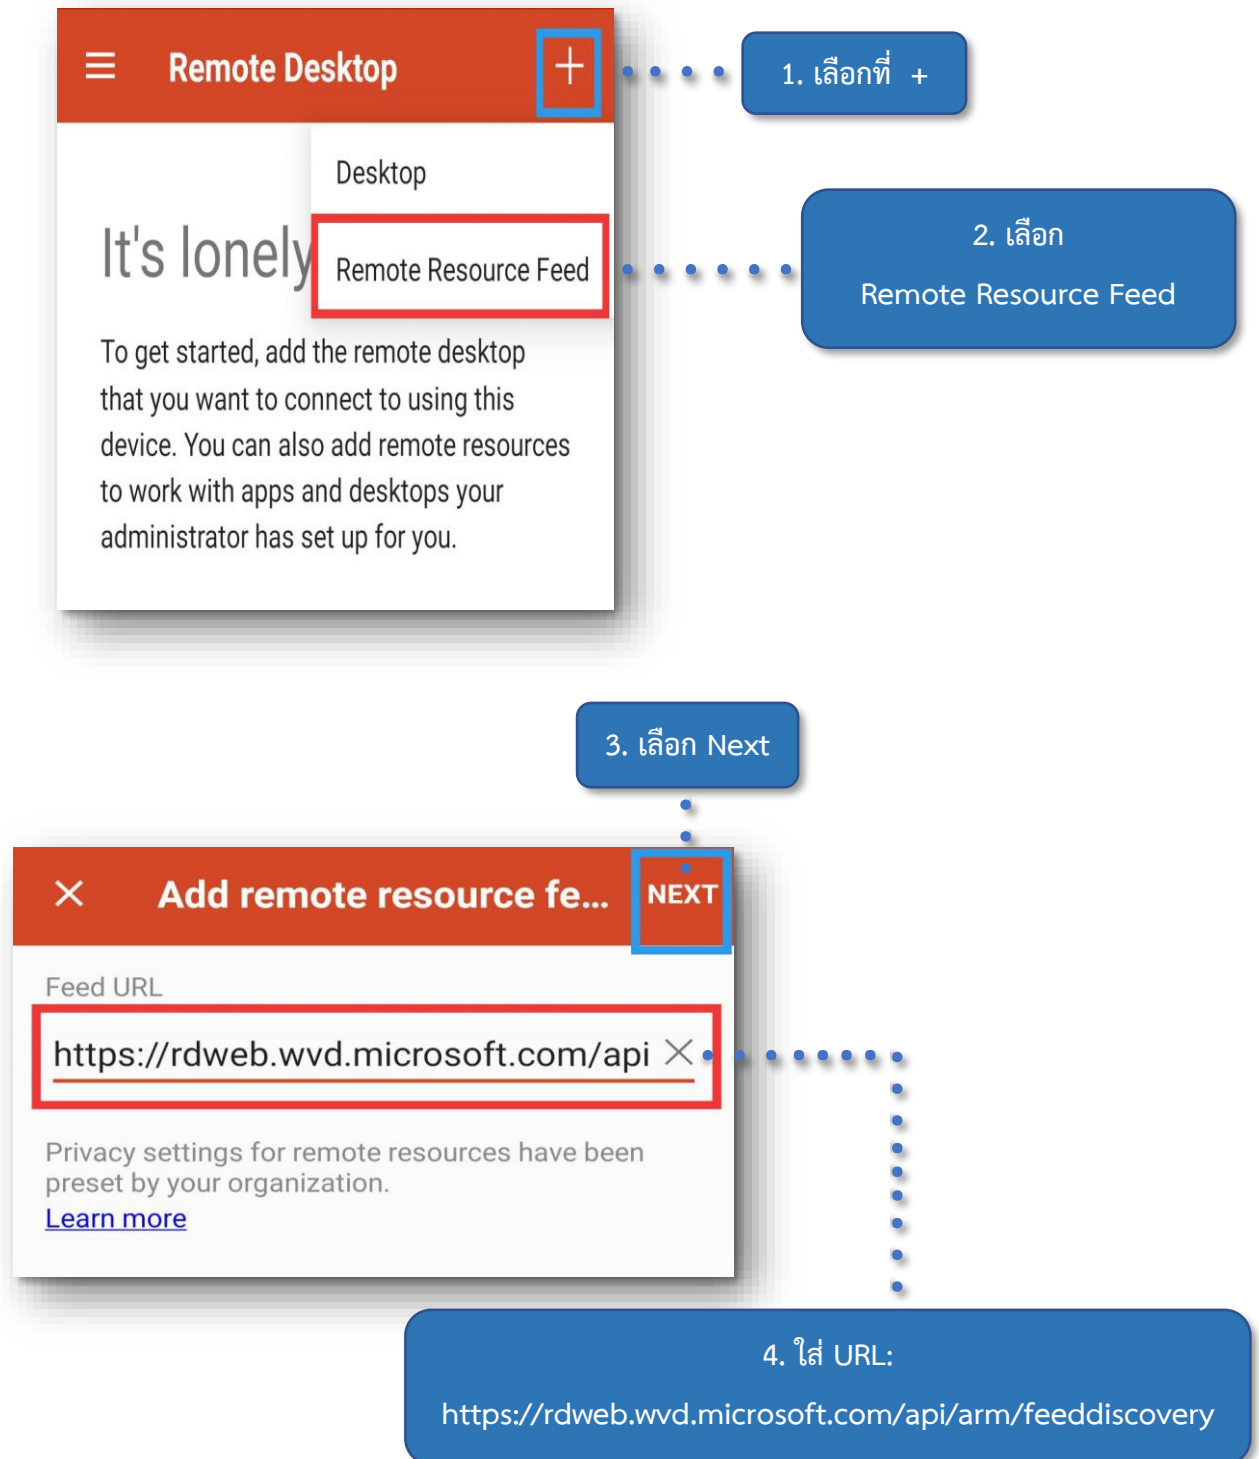 Remote Desktop
1. เลือกที่ +
Desktop
It's lonely
Remote Resource Feed
2. เลือก
Remote Resource Feed
To get started, add the remote desktop
that you want to connect to using this
device. You can also add remote resources
to work with apps and desktops your
administrator has set up for you.
3. เลือก Next
Add remote resource fe...
NEXT
Feed URL
https://rdweb.wvd.microsoft.com/api
Privacy settings for remote resources have been
preset by your organization.
Learn more
4. ใส่ URL:
https://rdweb.wvd.microsoft.com/api/arm/feeddiscovery